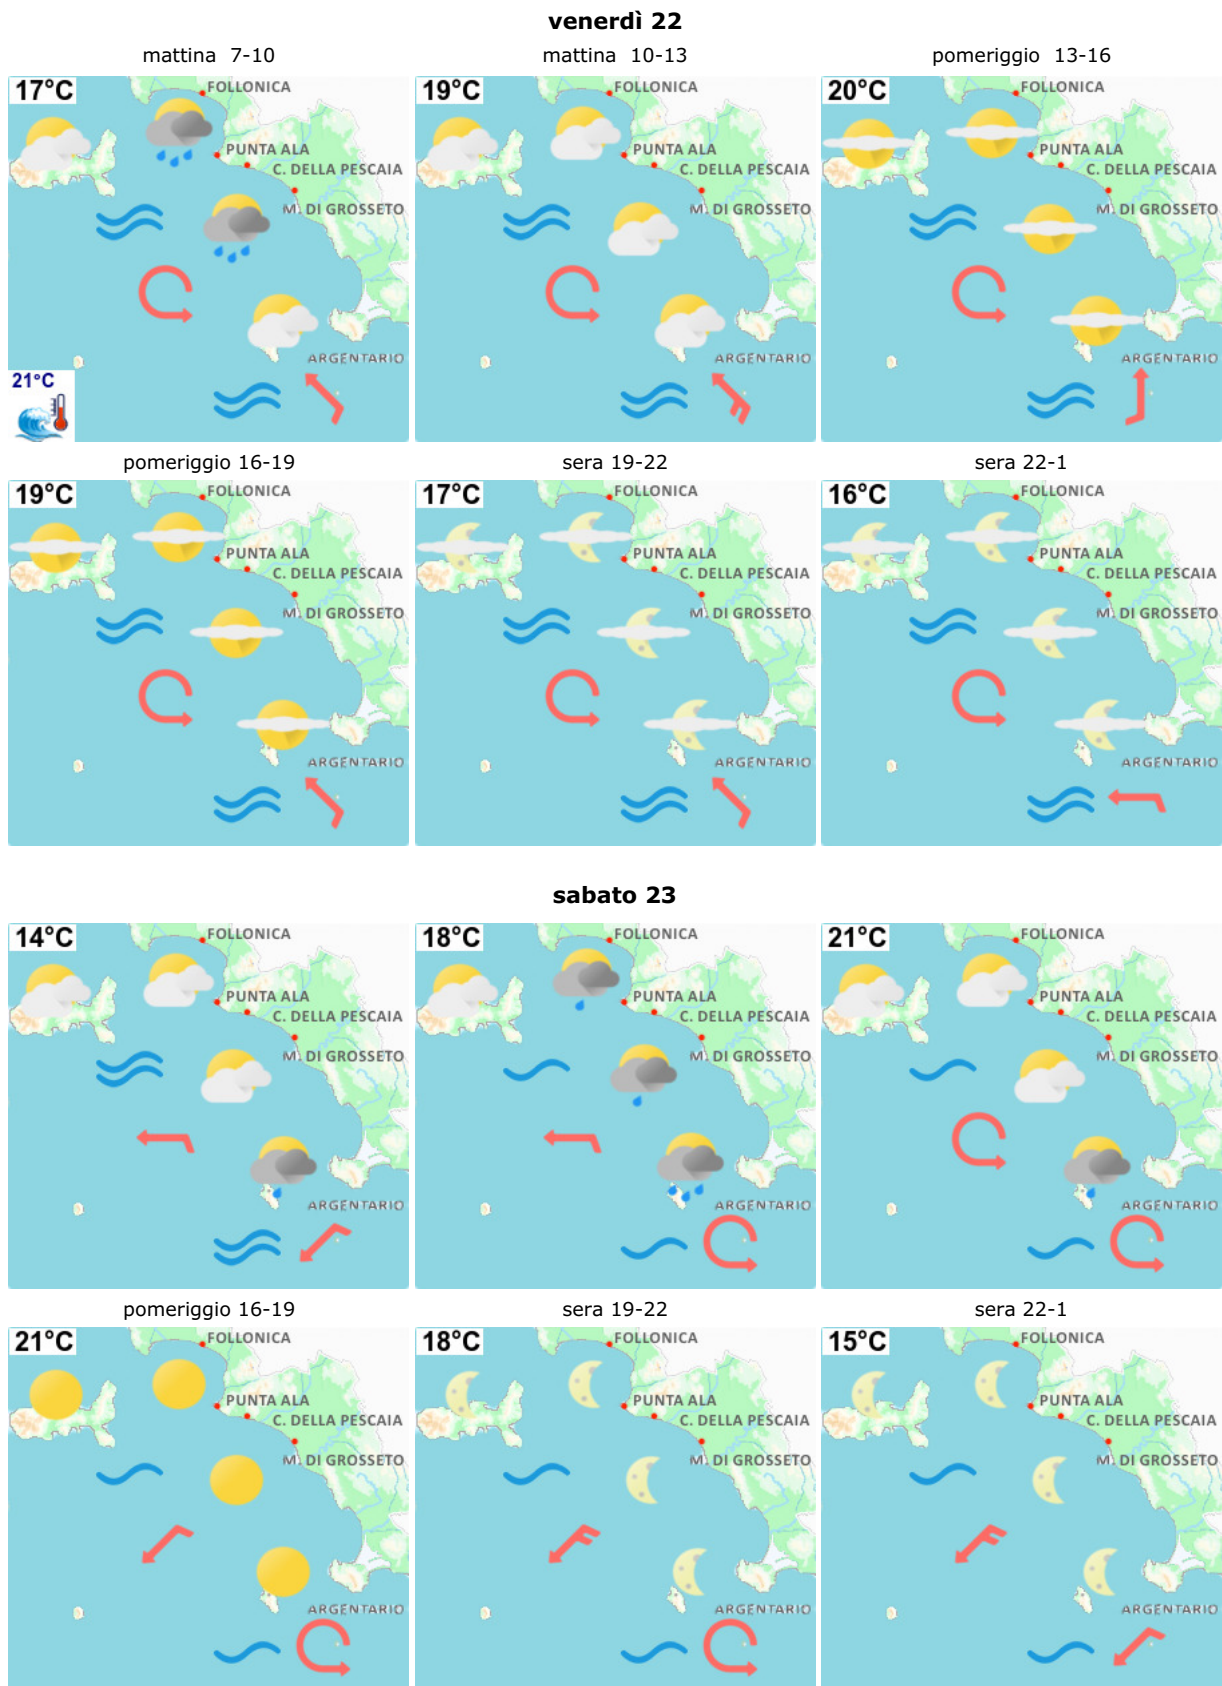 venerdì 22
mattina 7-10
mattina 10-13
pomeriggio 13-16
17°C
FOLLONICA
PUNTA ALA
C. DELLA PESCAIA
M. DI GROSSETO
ARGENTARIO
21°C
19°C
FOLLONICA
PUNTA ALA
C. DELLA PESCAIA
M. DI GROSSETO
ARGENTARIO
20°C
FOLLONICA
PUNTA ALA
C. DELLA PESCAIA
M. DI GROSSETO
ARGENTARIO
pomeriggio 16-19
sera 19-22
sera 22-1
19°C
FOLLONICA
PUNTA ALA
C. DELLA PESCAIA
M. DI GROSSETO
ARGENTARIO
17°C
FOLLONICA
PUNTA ALA
C. DELLA PESCAIA
M. DI GROSSETO
ARGENTARIO
16°C
FOLLONICA
PUNTA ALA
C. DELLA PESCAIA
M. DI GROSSETO
ARGENTARIO
sabato 23
14°C
FOLLONICA
PUNTA ALA
C. DELLA PESCAIA
M. DI GROSSETO
ARGENTARIO
18°C
FOLLONICA
PUNTA ALA
C. DELLA PESCAIA
M. DI GROSSETO
ARGENTARIO
21°C
FOLLONICA
PUNTA ALA
C. DELLA PESCAIA
M. DI GROSSETO
ARGENTARIO
pomeriggio 16-19
sera 19-22
sera 22-1
21°C
FOLLONICA
PUNTA ALA
C. DELLA PESCAIA
M. DI GROSSETO
ARGENTARIO
18°C
FOLLONICA
PUNTA ALA
C. DELLA PESCAIA
M. DI GROSSETO
ARGENTARIO
15°C
FOLLONICA
PUNTA ALA
C. DELLA PESCAIA
M. DI GROSSETO
ARGENTARIO